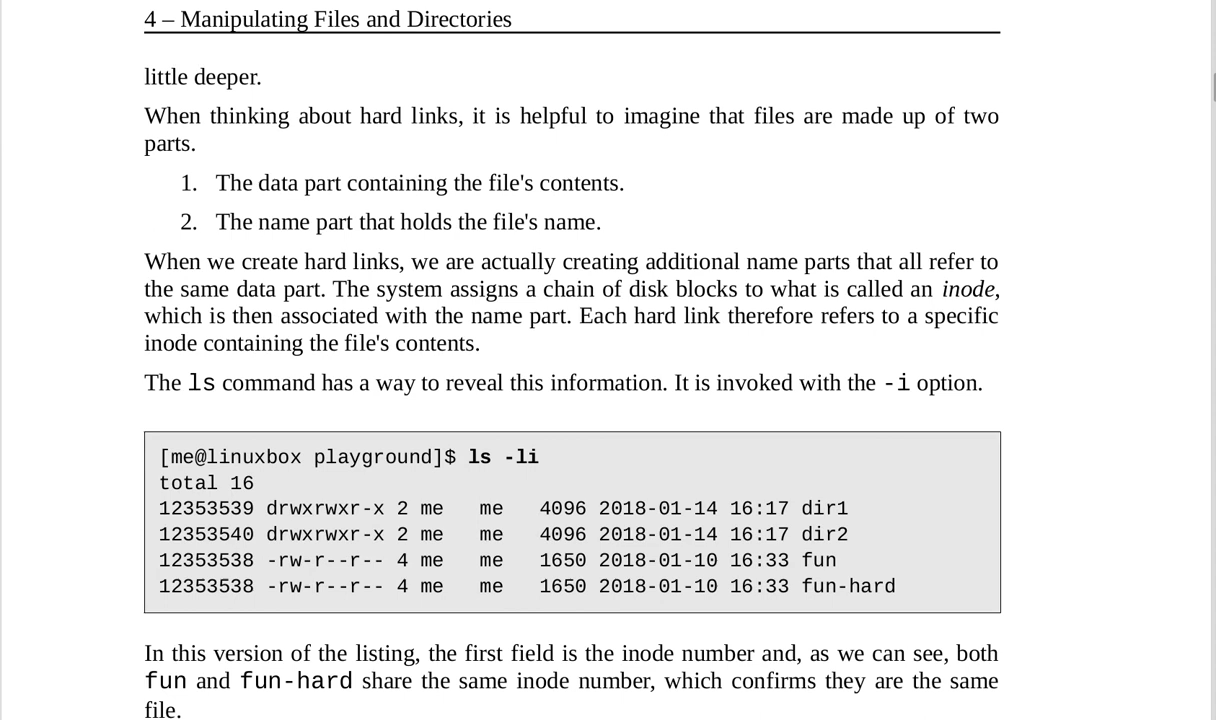 4 – Manipulating Files and Directories
little deeper.
When thinking about hard links, it is helpful to imagine that files are made up of two
parts.
1. The data part containing the file's contents.
2. The name part that holds the file's name.
When we create hard links, we are actually creating additional name parts that all refer to
the same data part. The system assigns a chain of disk blocks to what is called an inode,
which is then associated with the name part. Each hard link therefore refers to a specific
inode containing the file's contents.
The ls command has a way to reveal this information. It is invoked with the -i option.
[me@linuxbox playground]$ ls -li
total 16
12353539 drwxrwxr-x 2 me   me   4096 2018-01-14 16:17 dir1
12353540 drwxrwxr-x 2 me   me   4096 2018-01-14 16:17 dir2
12353538 -rw-r--r-- 4 me   me   1650 2018-01-10 16:33 fun
12353538 -rw-r--r-- 4 me   me   1650 2018-01-10 16:33 fun-hard
In this version of the listing, the first field is the inode number and, as we can see, both
fun and fun-hard share the same inode number, which confirms they are the same
file.